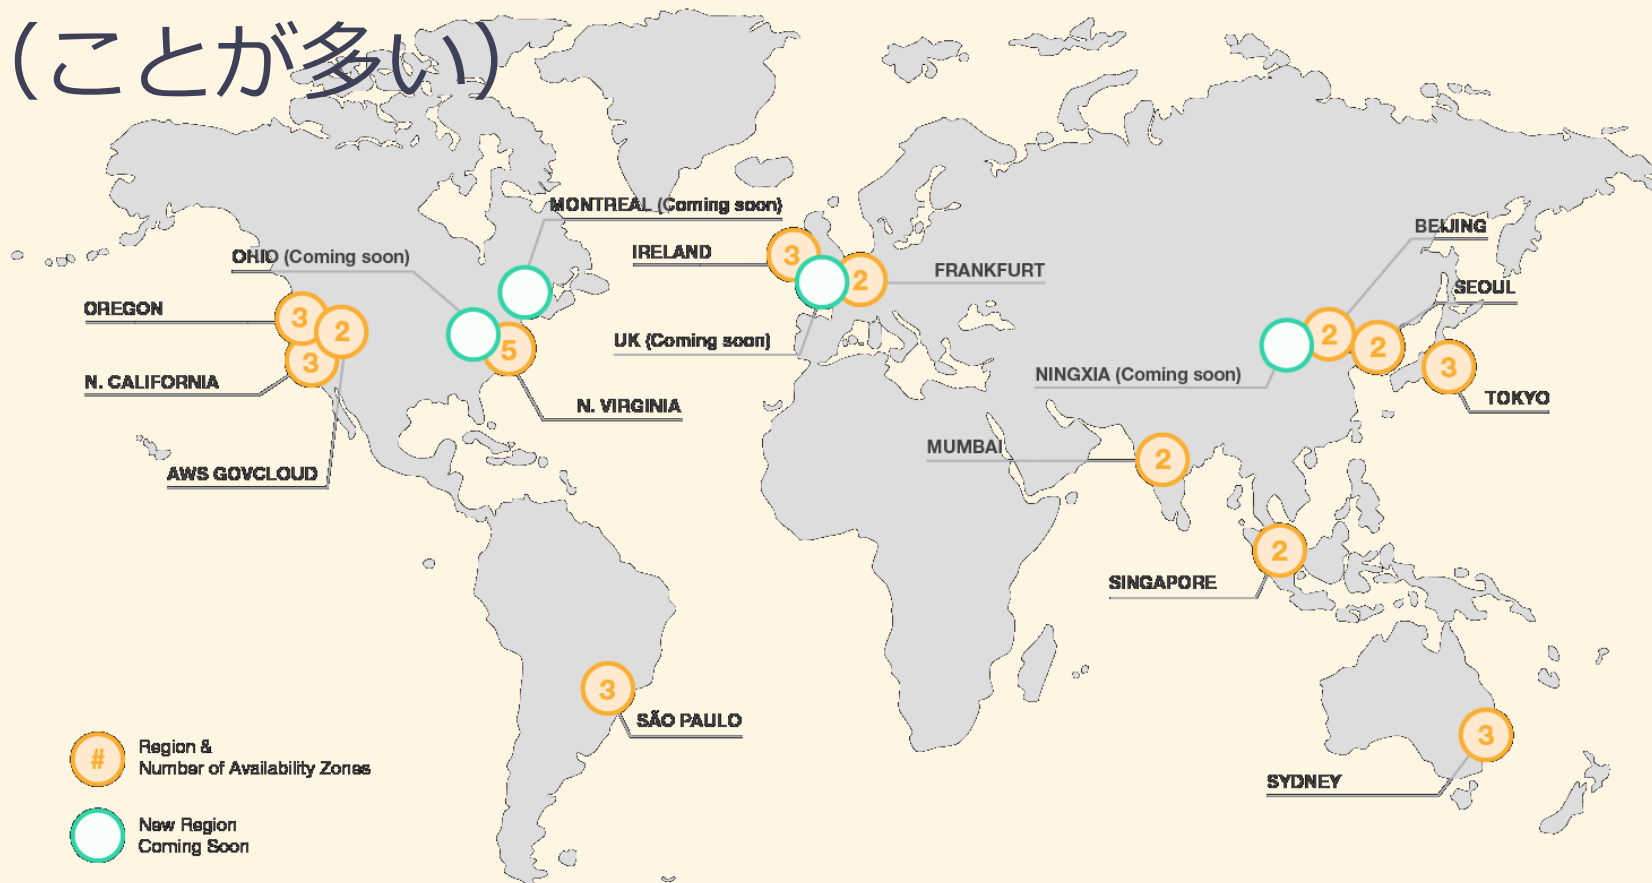 (ことが多い)
MONTREAL (Coming soon)
OHIO (Coming soon)
IRELAND
3
2
FRANKFURT
BEIJING
SEOUL
OREGON
3
2
5
UK (Coming soon)
2
2
3
N. CALIFORNIA
3
NINGXIA (Coming soon)
TOKYO
N. VIRGINIA
MUMBAI
2
AWS GOVCLOUD
2
SINGAPORE
3
SÃO PAULO
3
SYDNEY
#
Region &
Number of Availability Zones
New Region
Coming Soon